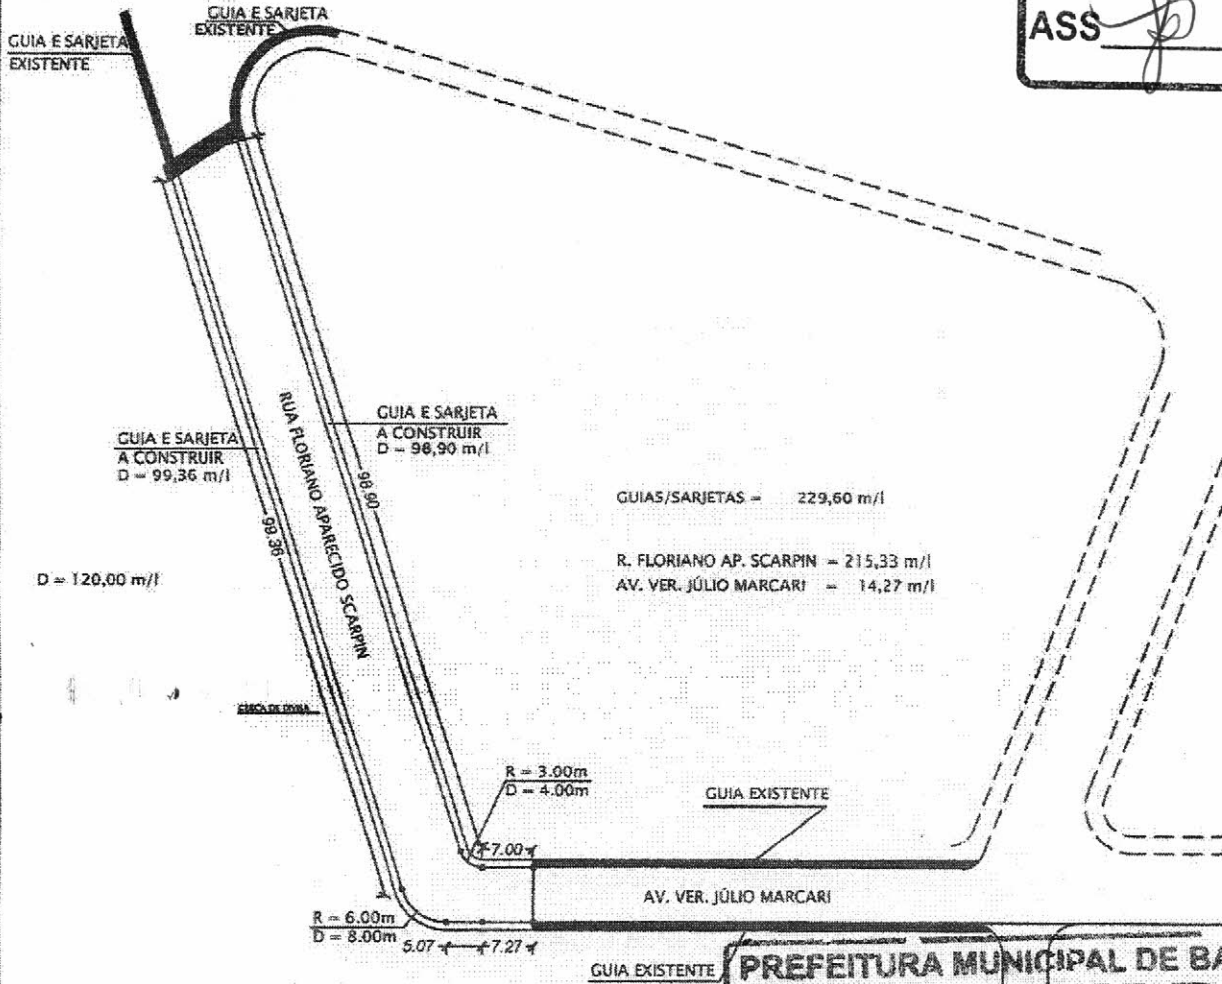 GUIA E SARJETA
EXISTENTE
GUIA E SARJETA
EXISTENTE
ASS
GUIA E SARJETA
A CONSTRUIR
D = 99,36 m/l
GUIA E SARJETA
A CONSTRUIR
D = 98,90 m/l
RUA FLORIANO APARECIDO SCARPIN
98.90
99.36
GUIAS/SARJETAS = 229,60 m/l
R. FLORIANO AP. SCARPIN = 215,33 m/l
AV. VER. JÚLIO MARCARI = 14,27 m/l
D = 120,00 m/l
CERCA DE DIVISA
R = 3.00m
D = 4.00m
7.00
GUIA EXISTENTE
AV. VER. JÚLIO MARCARI
R = 6.00m
D = 8.00m
5.07
7.27
GUIA EXISTENTE
PREFEITURA MUNICIPAL DE BA